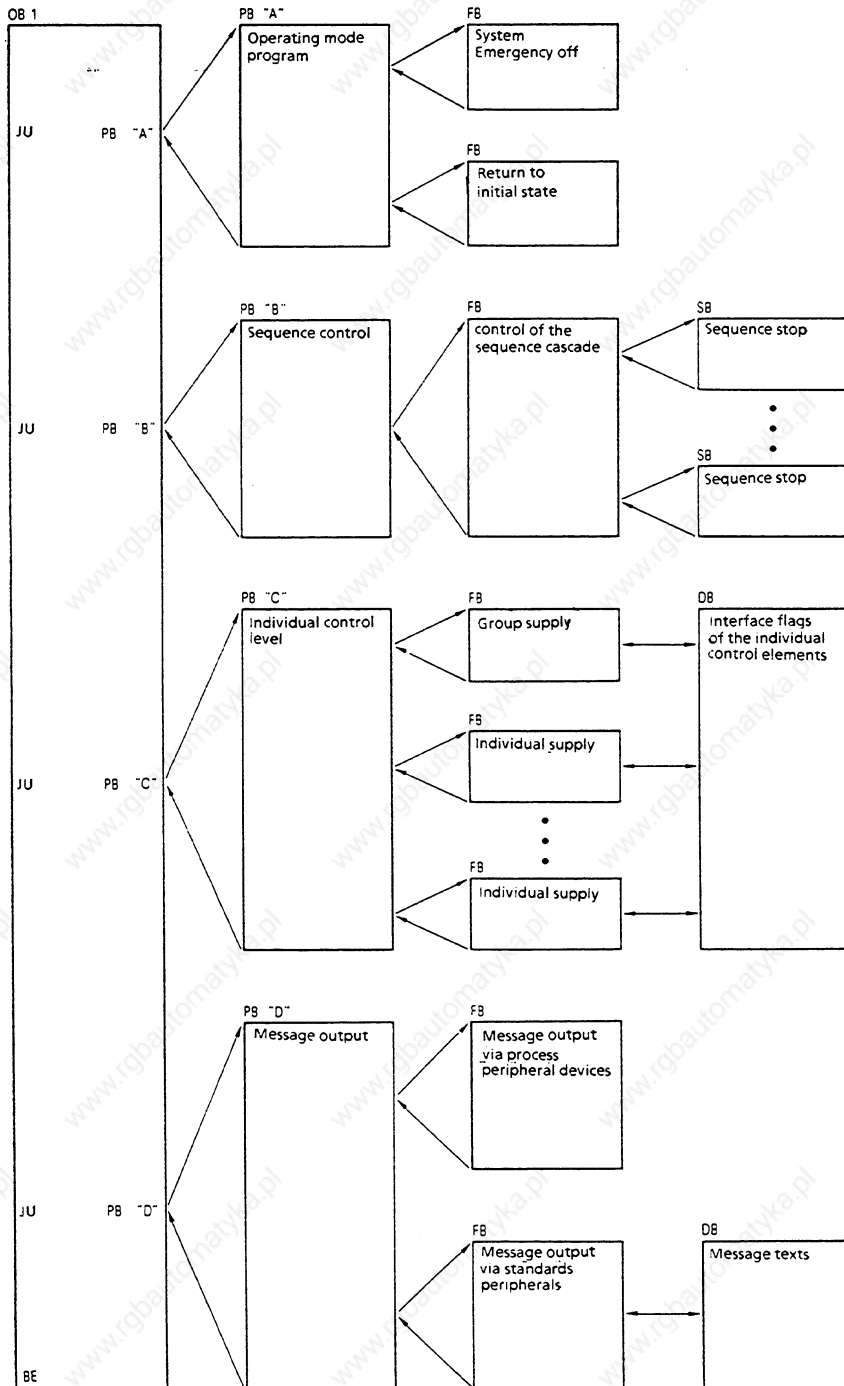 OB 1
PB "A"
FB
Operating mode
program
System
Emergency off
JU PB "A"
FB
Return to
initial state
PB "B"
FB
SB
Sequence control
control of the
sequence cascade
Sequence stop
JU PB "B"
SB
Sequence stop
PB "C"
FB
DB
Individual control
level
Group supply
Interface flags
of the individual
control elements
FB
Individual supply
JU PB "C"
FB
Individual supply
PB "D"
FB
Message output
Message output
via process
peripheral devices
JU PB "D"
FB
DB
Message output
via standards
peripherals
Message texts
BE
www.rgbautomatyka.pl